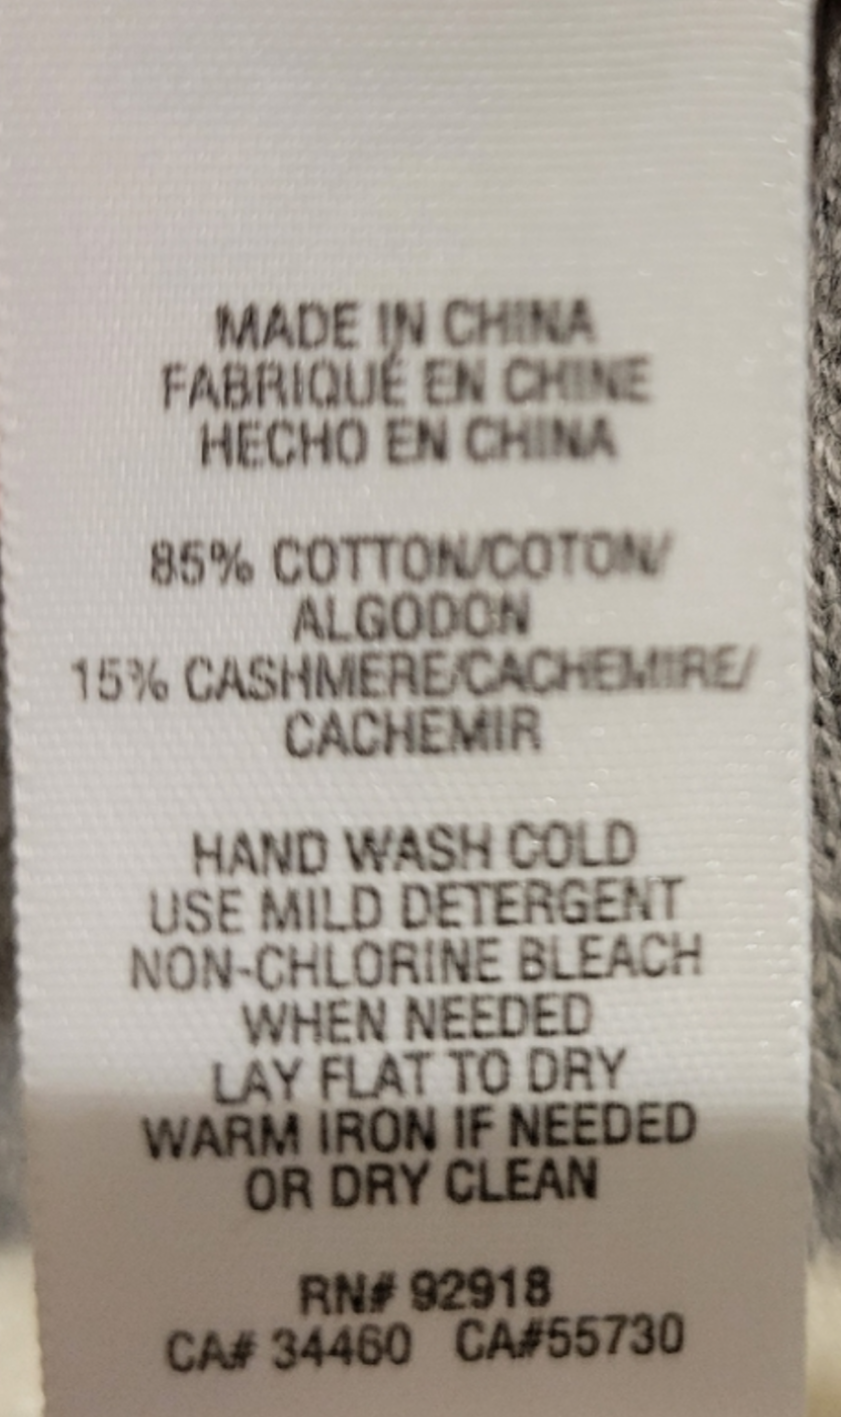 MADE IN CHINA
FABRIQUÉ EN CHINE
HECHO EN CHINA
85% COTTON/COTON/
ALGODON
15% CASHMERE/CACHEMIRE/
CACHEMIR
HAND WASH COLD
USE MILD DETERGENT
NON-CHLORINE BLEACH
WHEN NEEDED
LAY FLAT TO DRY
WARM IRON IF NEEDED
OR DRY CLEAN
RN# 92918
CA# 34460 CA#55730